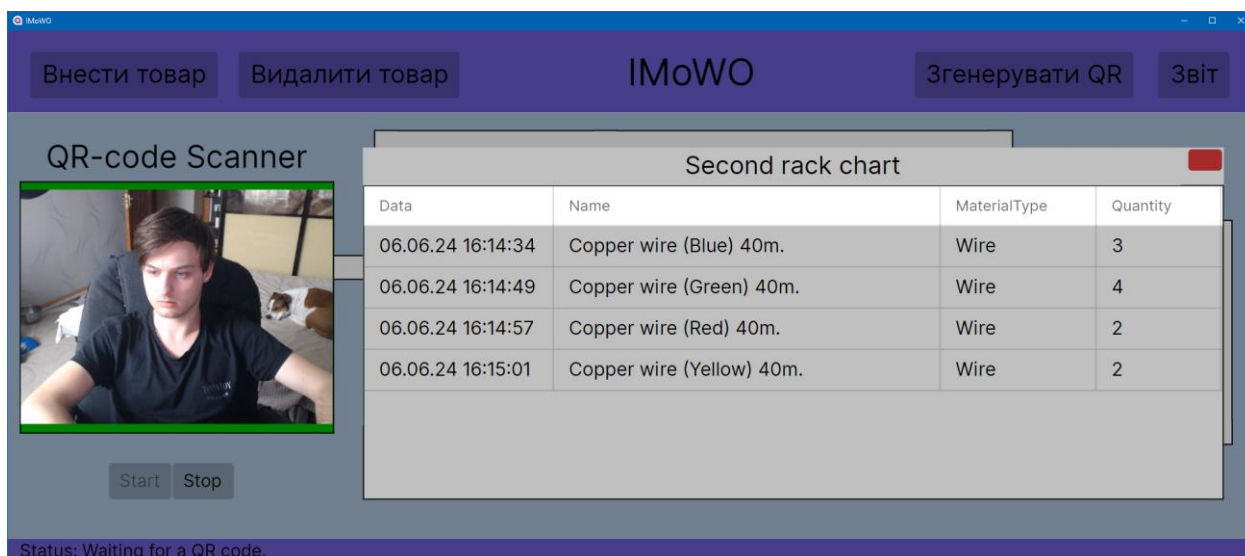 IMoWO
Внести товар Видалити товар IMoWO Згенерувати QR Звіт
QR-code Scanner
Second rack chart
Data Name MaterialType Quantity
06.06.24 16:14:34 Copper wire (Blue) 40m. Wire 3
06.06.24 16:14:49 Copper wire (Green) 40m. Wire 4
06.06.24 16:14:57 Copper wire (Red) 40m. Wire 2
06.06.24 16:15:01 Copper wire (Yellow) 40m. Wire 2
Start Stop
Status: Waiting for a QR code.